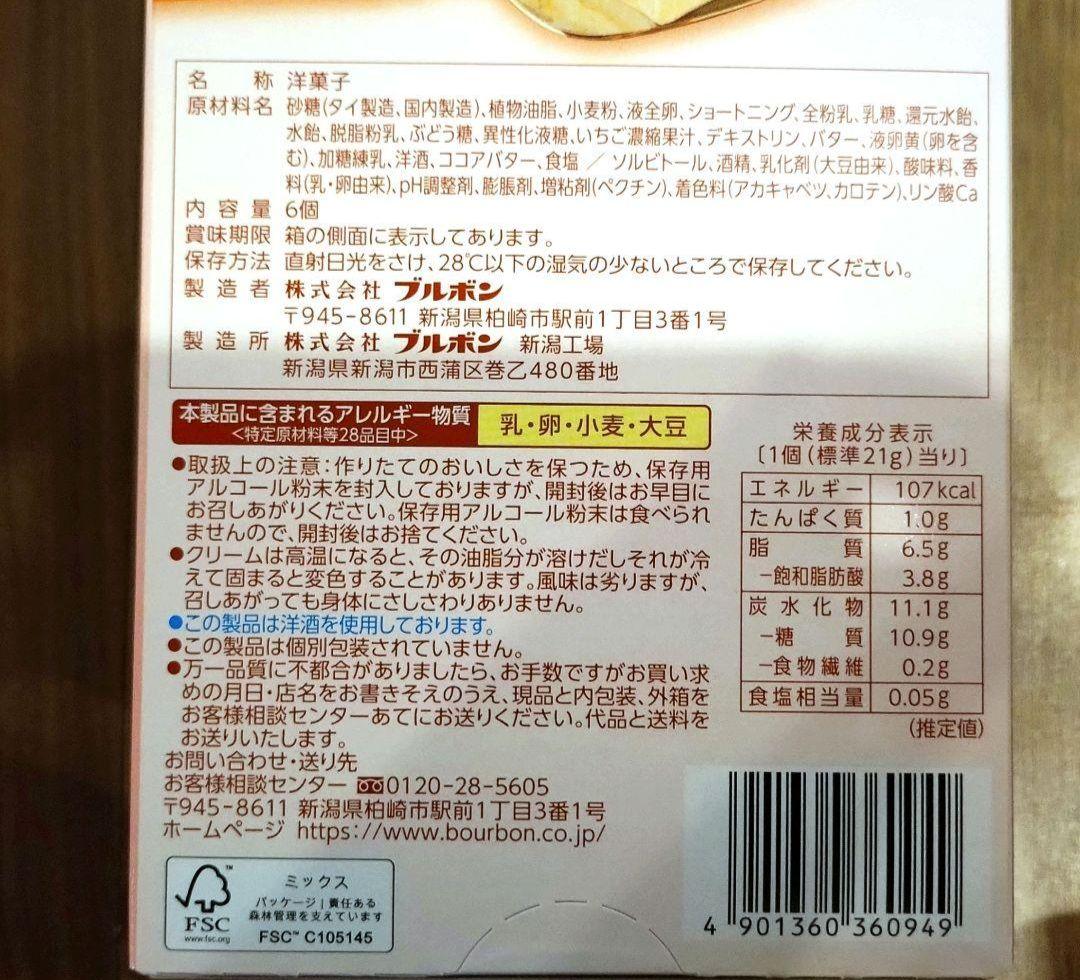 名　称 洋菓子
原材料名 砂糖(タイ製造、国内製造)、植物油脂、小麦粉、液全卵、ショートニング、全粉乳、乳糖、還元水飴、
水飴、脱脂粉乳、ぶどう糖、異性化液糖、いちご濃縮果汁、デキストリン、バター、液卵黄(卵を含
む)、加糖練乳、洋酒、ココアバター、食塩／ソルビトール、酒精、乳化剤(大豆由来)、酸味料、香
料(乳・卵由来)、pH調整剤、膨脹剤、増粘剤(ペクチン)、着色料(アカキャベツ、カロテン)、リン酸Ca
内容量 6個
賞味期限 箱の側面に表示してあります。
保存方法 直射日光をさけ、28℃以下の湿気の少ないところで保存してください。
製造者 株式会社 ブルボン
〒945-8611 新潟県柏崎市駅前1丁目3番1号
製造所 株式会社 ブルボン 新潟工場
新潟県新潟市西蒲区巻乙480番地
本製品に含まれるアレルギー物質
<特定原材料等28品目中>
乳・卵・小麦・大豆
●取扱上の注意：作りたてのおいしさを保つため、保存用
アルコール粉末を封入しておりますが、開封後はお早目に
お召しあがりください。保存用アルコール粉末は食べられ
ませんので、開封後はお捨てください。
●クリームは高温になると、その油脂分が溶けだしそれが冷
えて固まると変色することがあります。風味は劣りますが、
召しあがっても身体にさしさわりありません。
●この製品は洋酒を使用しております。
●この製品は個別包装されていません。
●万一品質に不都合がありましたら、お手数ですがお買い求
めの月日・店名をお書きそえのうえ、現品と内包装、外箱を
お客様相談センターあてにお送りください。代品と送料を
お送りいたします。
お問い合わせ・送り先
お客様相談センター 0120-28-5605
〒945-8611 新潟県柏崎市駅前1丁目3番1号
ホームページ https://www.bourbon.co.jp/
栄養成分表示
〔1個(標準21g)当り〕
エネルギー 107kcal
たんぱく質 1.0g
脂質 6.5g
－飽和脂肪酸 3.8g
炭水化物 11.1g
－糖質 10.9g
－食物繊維 0.2g
食塩相当量 0.05g
(推定値)
FSC
www.fsc.org
ミックス
パッケージ | 責任ある
森林管理を支えています
FSC™ C105145
4 901360 360949